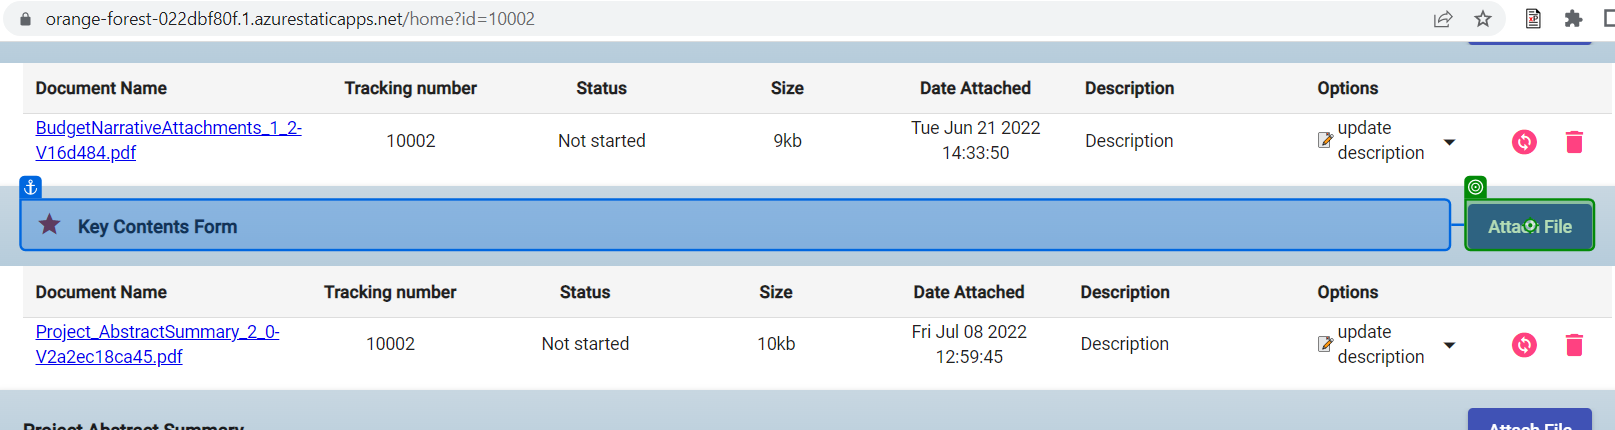 orange-forest-022dbf80f.1.azurestaticapps.net/home?id=10002
Document Name Tracking number Status Size Date Attached Description Options
BudgetNarrativeAttachments_1_2-
V16d484.pdf
10002
Not started
9kb
Tue Jun 21 2022
14:33:50
Description
update
description
Key Contents Form
Attach File
Document Name Tracking number Status Size Date Attached Description Options
Project_AbstractSummary_2_0-
V2a2ec18ca45.pdf
10002
Not started
10kb
Fri Jul 08 2022
12:59:45
Description
update
description
Project Abstract Summary
Attach File